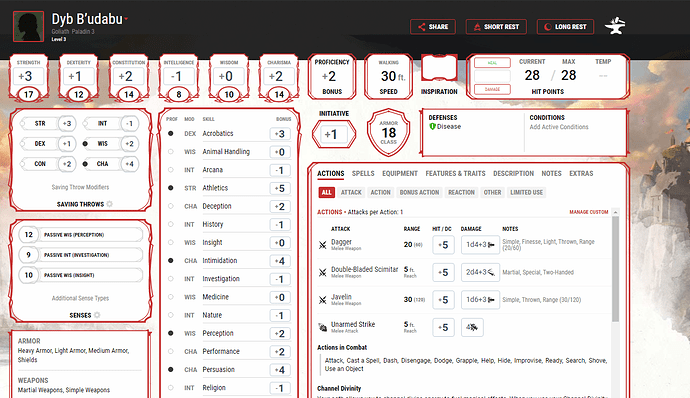 Dyb B'udabu
Goliath Paladin 3
Level 3
SHARE
SHORT REST
LONG REST
STRENGTH
+3
17
DEXTERITY
+1
12
CONSTITUTION
+2
14
INTELLIGENCE
-1
8
WISDOM
+0
10
CHARISMA
+2
14
PROFICIENCY
+2
BONUS
WALKING
30 ft.
SPEED
INSPIRATION
HEAL
DAMAGE
CURRENT MAX TEMP
28 / 28 --
HIT POINTS
STR +3 INT -1
DEX +1 WIS +2
CON +2 CHA +4
Saving Throw Modifiers
SAVING THROWS
12 PASSIVE WIS (PERCEPTION)
9 PASSIVE INT (INVESTIGATION)
10 PASSIVE WIS (INSIGHT)
Additional Sense Types
SENSES
ARMOR
Heavy Armor, Light Armor, Medium Armor,
Shields
WEAPONS
Martial Weapons, Simple Weapons
PROF MOD SKILL BONUS
DEX Acrobatics +3
WIS Animal Handling +0
INT Arcana -1
STR Athletics +5
CHA Deception +2
INT History -1
WIS Insight +0
CHA Intimidation +4
INT Investigation -1
WIS Medicine +0
INT Nature -1
WIS Perception +2
CHA Performance +2
CHA Persuasion +4
INT Religion -1
INITIATIVE
+1
ARMOR
18
CLASS
DEFENSES
Disease
CONDITIONS
Add Active Conditions
ACTIONS SPELLS EQUIPMENT FEATURES & TRAITS DESCRIPTION NOTES EXTRAS
ALL ATTACK ACTION BONUS ACTION REACTION OTHER LIMITED USE
ACTIONS • Attacks per Action: 1 MANAGE CUSTOM
ATTACK RANGE HIT / DC DAMAGE NOTES
Dagger 20 (60) +5 1d4+3 Simple, Finesse, Light, Thrown, Range
Melee Weapon (20/60)
Double-Bladed Scimitar 5 ft. +5 2d4+3 Martial, Special, Two-Handed
Melee Weapon Reach
Javelin 30 (120) +5 1d6+3 Simple, Thrown, Range (30/120)
Melee Weapon
Unarmed Strike 5 ft. +5 4
Melee Attack Reach
Actions in Combat
Attack, Cast a Spell, Dash, Disengage, Dodge, Grapple, Help, Hide, Improvise, Ready, Search, Shove,
Use an Object
Channel Divinity